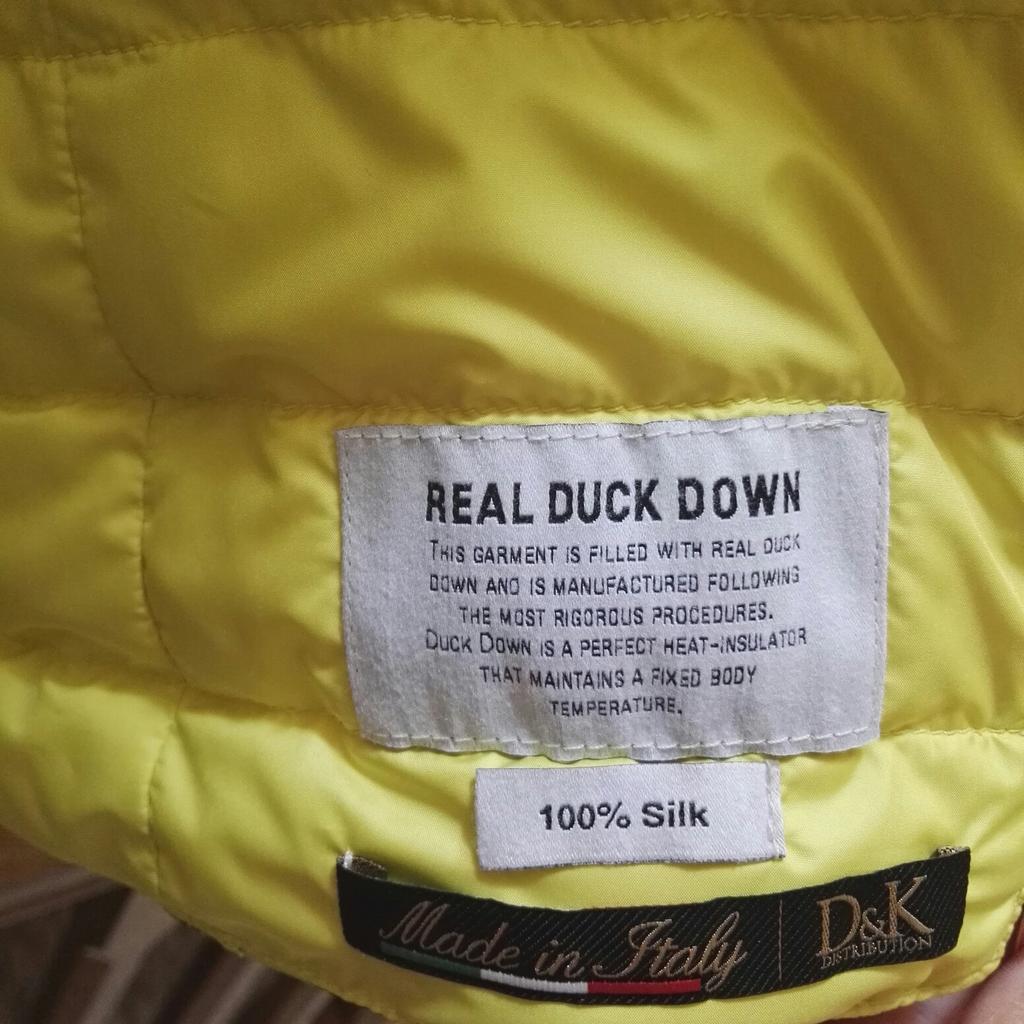 REAL DUCK DOWN
THIS GARMENT IS FILLED WITH REAL DUCK
DOWN AND IS MANUFACTURED FOLLOWING
THE MOST RIGOROUS PROCEDURES.
DUCK DOWN IS A PERFECT HEAT-INSULATOR
THAT MAINTAINS A FIXED BODY
TEMPERATURE.
100% Silk
Made in Italy
D&K
DISTRIBUTION